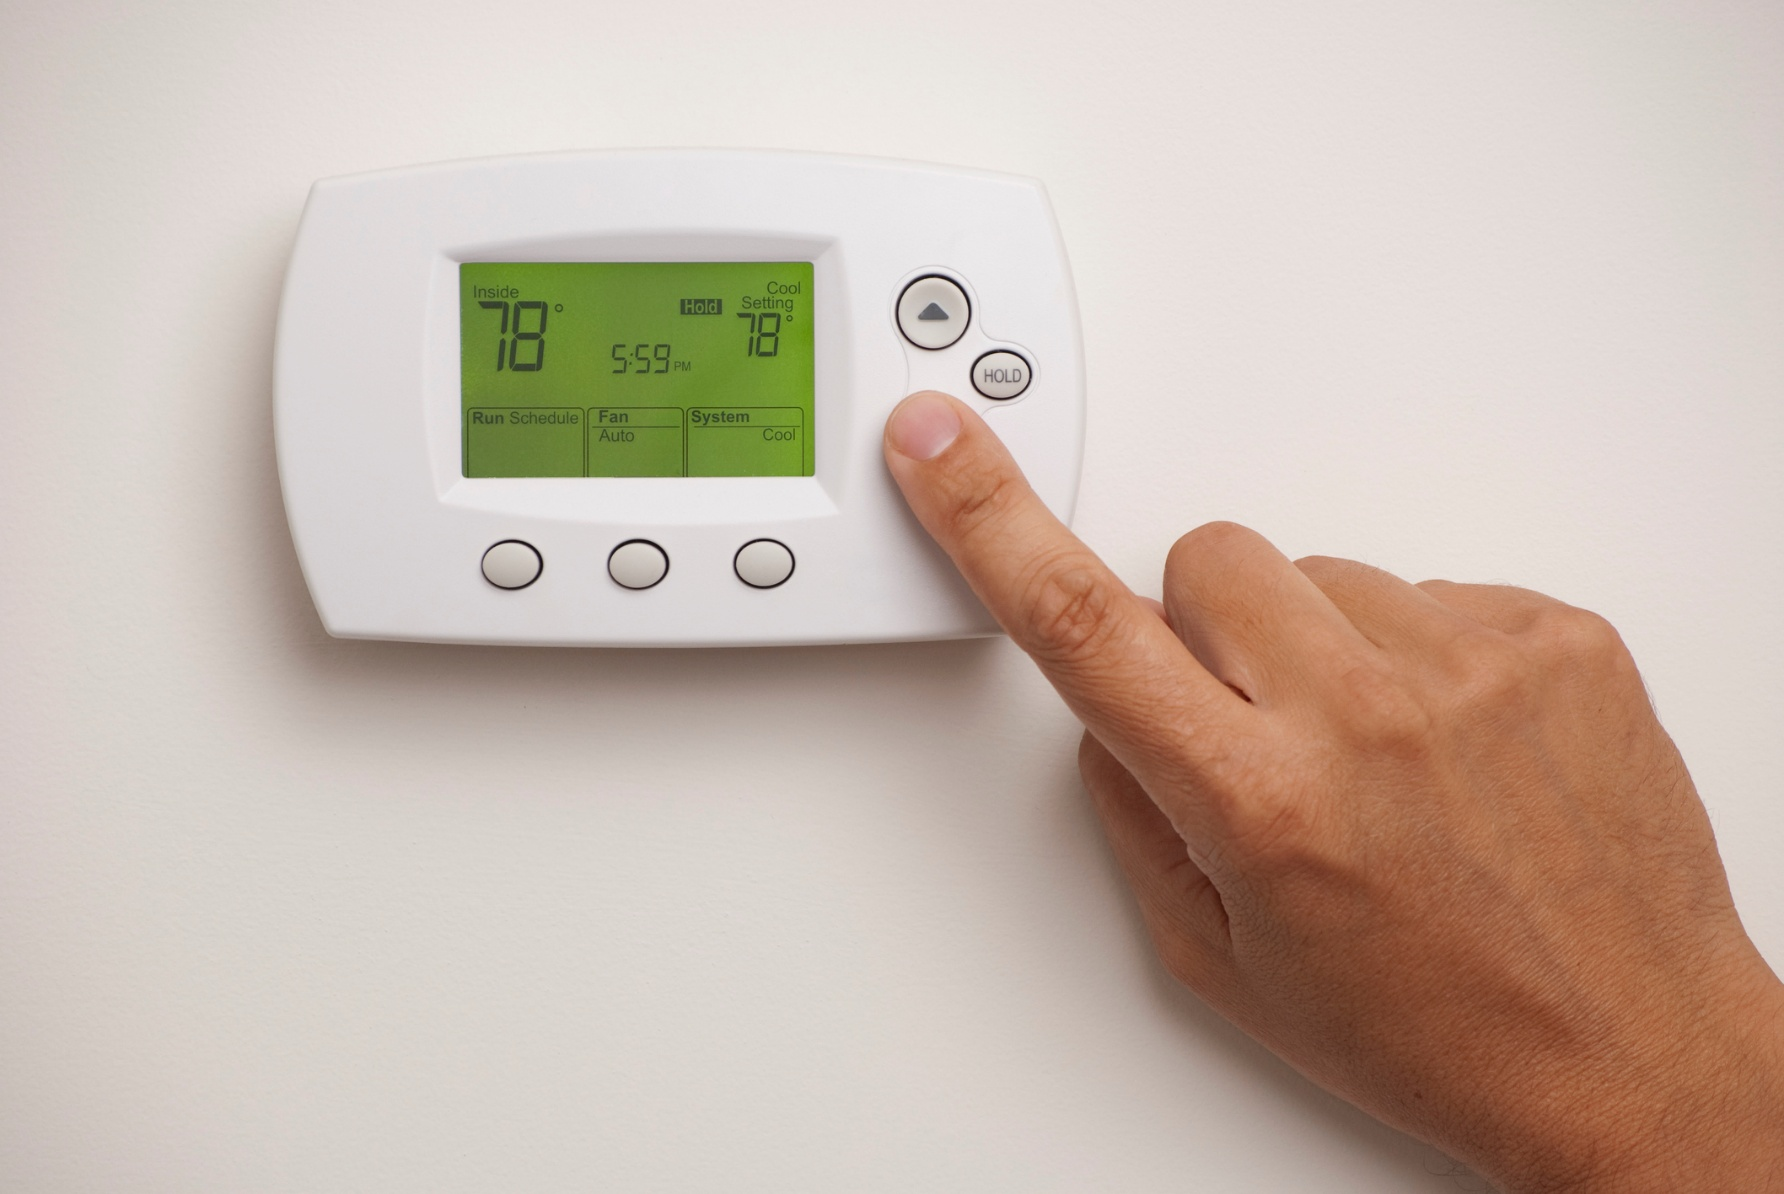 Inside
78°
Hold
Cool
Setting
78°
5:59 PM
Run Schedule
Fan
Auto
System
Cool
HOLD